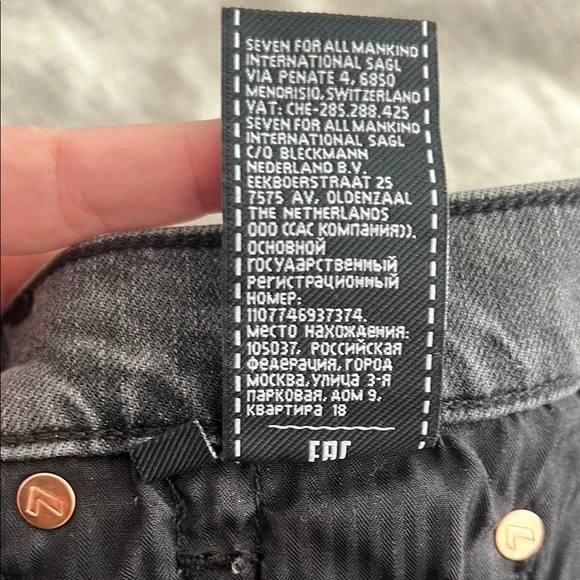 SEVEN FOR ALL MANKIND
INTERNATIONAL SAGL
VIA PENATE 4, 6850
MENDRISIO, SWITZERLAND
VAT: CHE-285.288.425
SEVEN FOR ALL MANKIND
INTERNATIONAL SAGL
C/O BLECKMANN
NEDERLAND B.V.
EEKBOERSTRAAT 25
7575 AV, OLDENZAAL
THE NETHERLANDS
ООО (САС КОМПАНИЯ)).
ОСНОВНОЙ
ГОСУДАРСТВЕННЫЙ
РЕГИСТРАЦИОННЫЙ
НОМЕР:
1107746937374.
МЕСТО НАХОЖДЕНИЯ:
105037, РОССИЙСКАЯ
ФЕДЕРАЦИЯ, ГОРОД
МОСКВА, УЛИЦА 3-Я
ПАРКОВАЯ, ДОМ 9,
КВАРТИРА 18
EAC
7
7